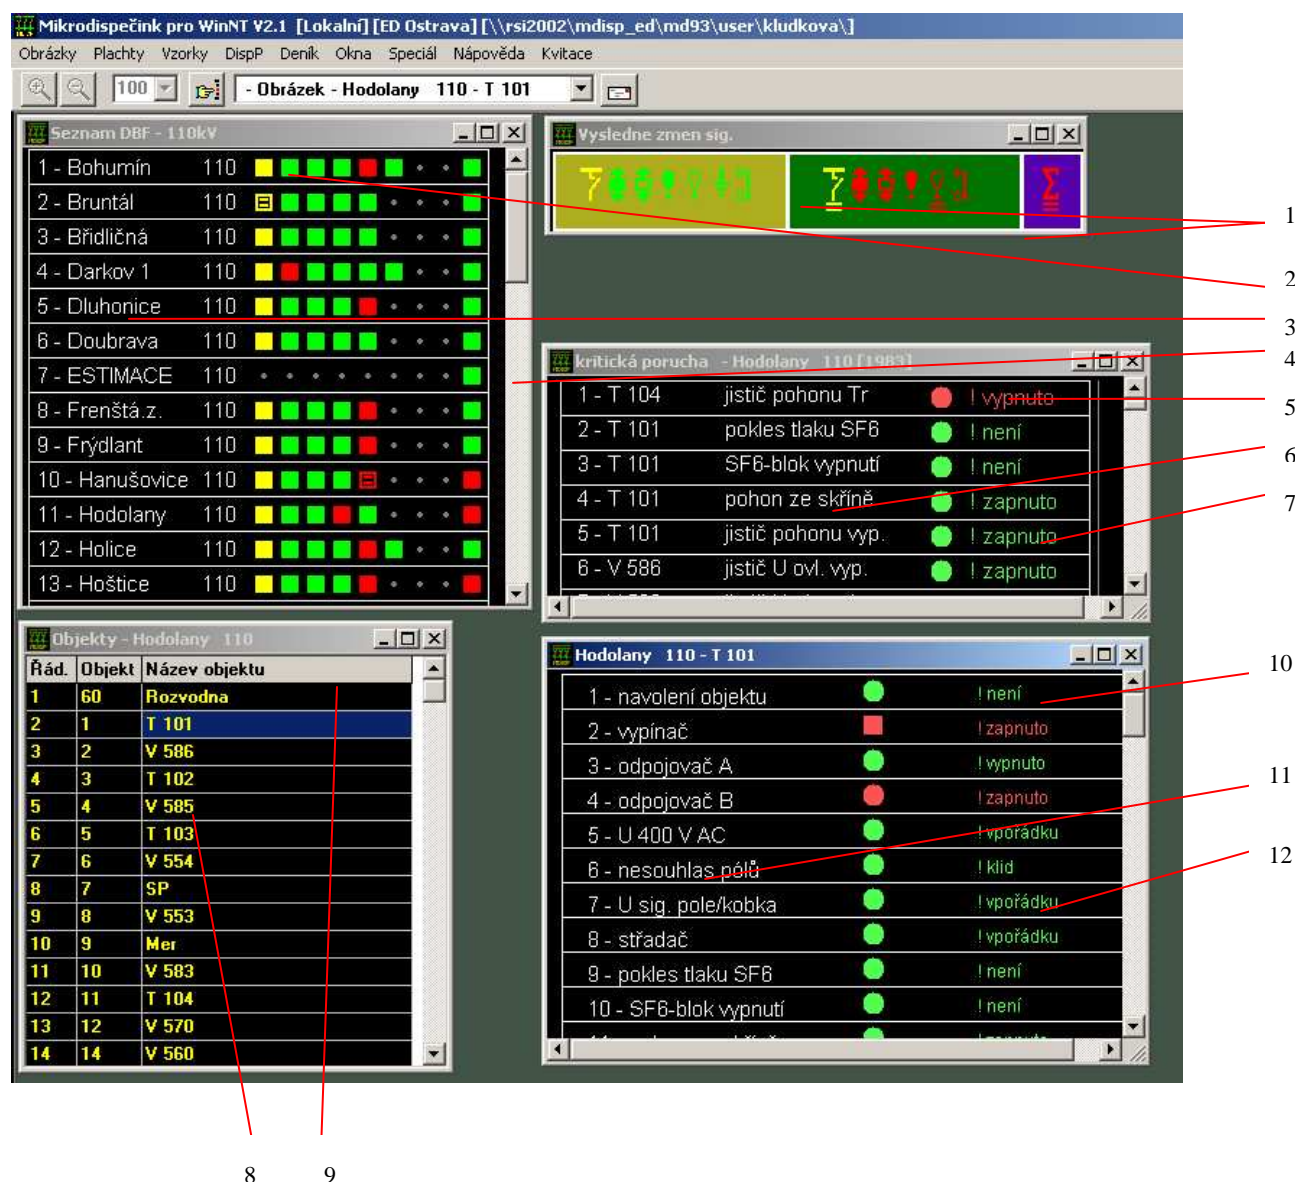 Mikrodispečink pro WinNT V2.1 [Lokalní] [ED Ostrava] [\\rsi2002\mdisp_ed\md93\user\kludkova\]
Obrázky Plachty Vzorky DispP Deník Okna Speciál Nápověda Kvitace
100 - Obrázek - Hodolany 110 - T 101
Seznam DBF - 110kV
1 - Bohumín 110
2 - Bruntál 110
3 - Břidličná 110
4 - Darkov 1 110
5 - Dluhonice 110
6 - Doubrava 110
7 - ESTIMACE 110
8 - Frenštá.z. 110
9 - Frýdlant 110
10 - Hanušovice 110
11 - Hodolany 110
12 - Holice 110
13 - Hoštice 110
Vysledne zmen sig.
1
2
3
4
5
6
7
kritická porucha - Hodolany 110 [1983]
1 - T 104 jistič pohonu Tr ! vypnuto
2 - T 101 pokles tlaku SF6 ! není
3 - T 101 SF6-blok vypnutí ! není
4 - T 101 pohon ze skříně ! zapnuto
5 - T 101 jistič pohonu vyp. ! zapnuto
6 - V 586 jistič U ovl. vyp. ! zapnuto
Objekty - Hodolany 110
Řád. Objekt Název objektu
1 60 Rozvodna
2 1 T 101
3 2 V 586
4 3 T 102
5 4 V 585
6 5 T 103
7 6 V 554
8 7 SP
9 8 V 553
10 9 Mer
11 10 V 583
12 11 T 104
13 12 V 570
14 14 V 560
Hodolany 110 - T 101
1 - navolení objektu ! není
2 - vypínač ! zapnuto
3 - odpojovač A ! vypnuto
4 - odpojovač B ! zapnuto
5 - U 400 V AC ! vpořádku
6 - nesouhlas pólů ! klid
7 - U sig. pole/kobka ! vpořádku
8 - střadač ! vpořádku
9 - pokles tlaku SF6 ! není
10 - SF6-blok vypnutí ! není
10
11
12
8 9